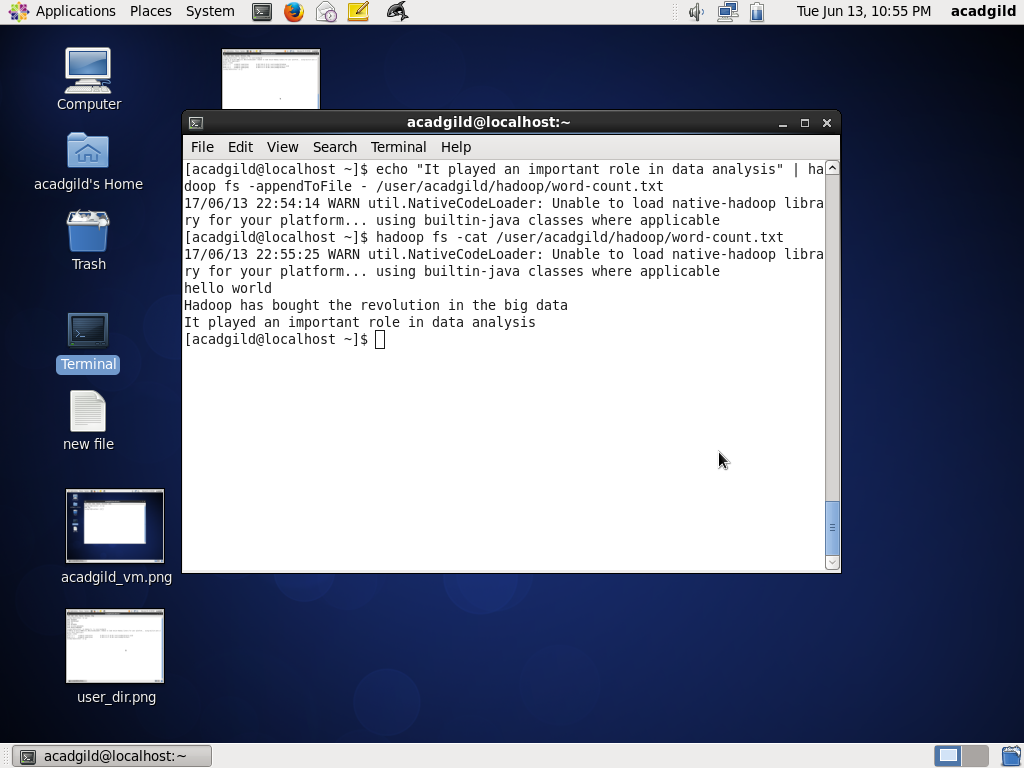 Applications Places System
Tue Jun 13, 10:55 PM acadgild
Computer
acadgild's Home
Trash
Terminal
new file
acadgild_vm.png
user_dir.png
acadgild@localhost:~
File Edit View Search Terminal Help
[acadgild@localhost ~]$ echo "It played an important role in data analysis" | ha
doop fs -appendToFile - /user/acadgild/hadoop/word-count.txt
17/06/13 22:54:14 WARN util.NativeCodeLoader: Unable to load native-hadoop libra
ry for your platform... using builtin-java classes where applicable
[acadgild@localhost ~]$ hadoop fs -cat /user/acadgild/hadoop/word-count.txt
17/06/13 22:55:25 WARN util.NativeCodeLoader: Unable to load native-hadoop libra
ry for your platform... using builtin-java classes where applicable
hello world
Hadoop has bought the revolution in the big data
It played an important role in data analysis
[acadgild@localhost ~]$
acadgild@localhost:~